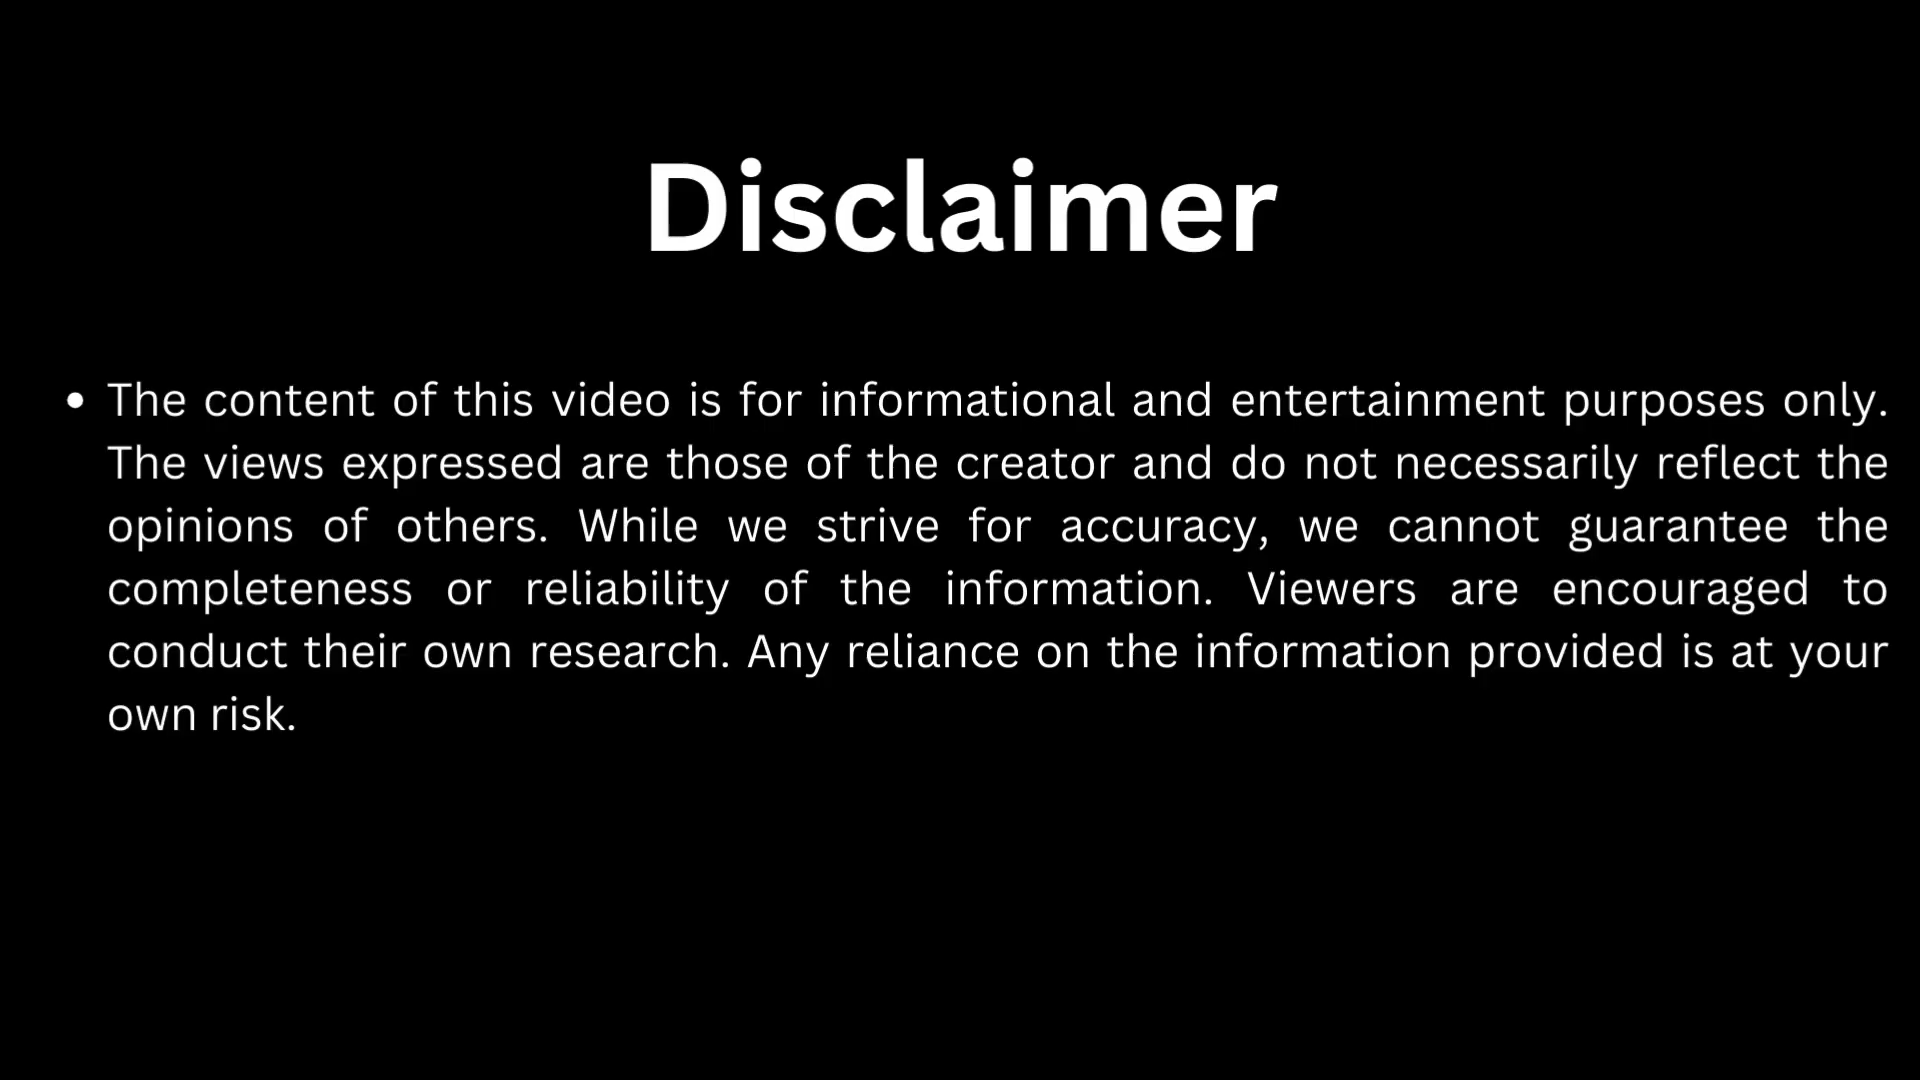 Disclaimer
• The content of this video is for informational and entertainment purposes only.
The views expressed are those of the creator and do not necessarily reflect the
opinions of others. While we strive for accuracy, we cannot guarantee the
completeness or reliability of the information. Viewers are encouraged to
conduct their own research. Any reliance on the information provided is at your
own risk.